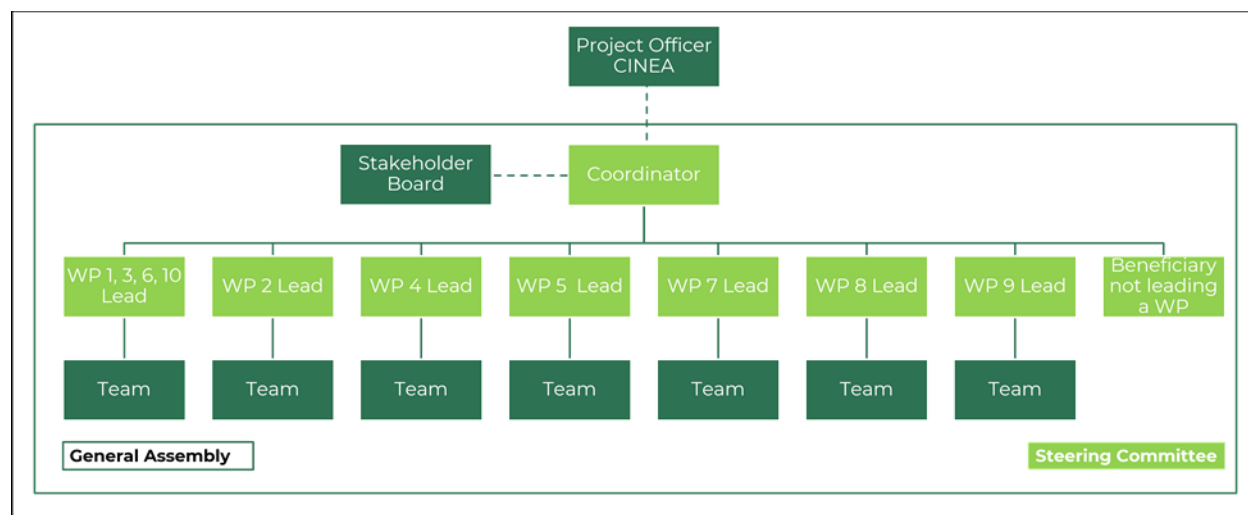 Project Officer
CINEA
Stakeholder
Board
Coordinator
WP 1, 3, 6, 10
Lead
WP 2 Lead
WP 4 Lead
WP 5 Lead
WP 7 Lead
WP 8 Lead
WP 9 Lead
Beneficiary
not leading
a WP
Team
Team
Team
Team
Team
Team
Team
General Assembly
Steering Committee